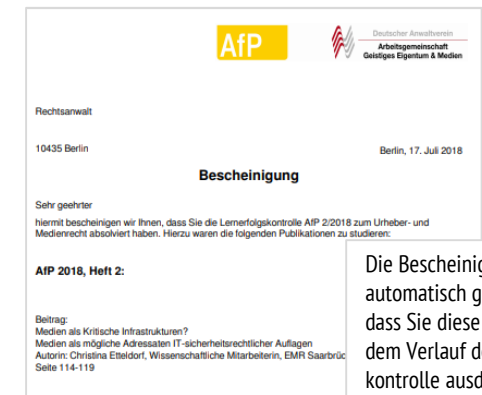 AfP
Deutscher Anwaltverein
Arbeitsgemeinschaft
Geistiges Eigentum & Medien
Rechtsanwalt
10435 Berlin
Berlin, 17. Juli 2018
Bescheinigung
Sehr geehrter
hiermit bescheinigen wir Ihnen, dass Sie die Lernerfolgskontrolle AfP 2/2018 zum Urheber- und
Medienrecht absolviert haben. Hierzu waren die folgenden Publikationen zu
studieren:
AfP 2018, Heft 2:
Beitrag:
Medien als Kritische Infrastrukturen?
Medien als mögliche Adressaten IT-sicherheitsrechtlicher Auflagen
Autorin: Christina Etteldorf, Wissenschaftliche Mitarbeiterin, EMR Saarbrüc
Seite 114-119
Die Bescheinig
automatisch g
dass Sie diese
dem Verlauf d
kontrolle ausd